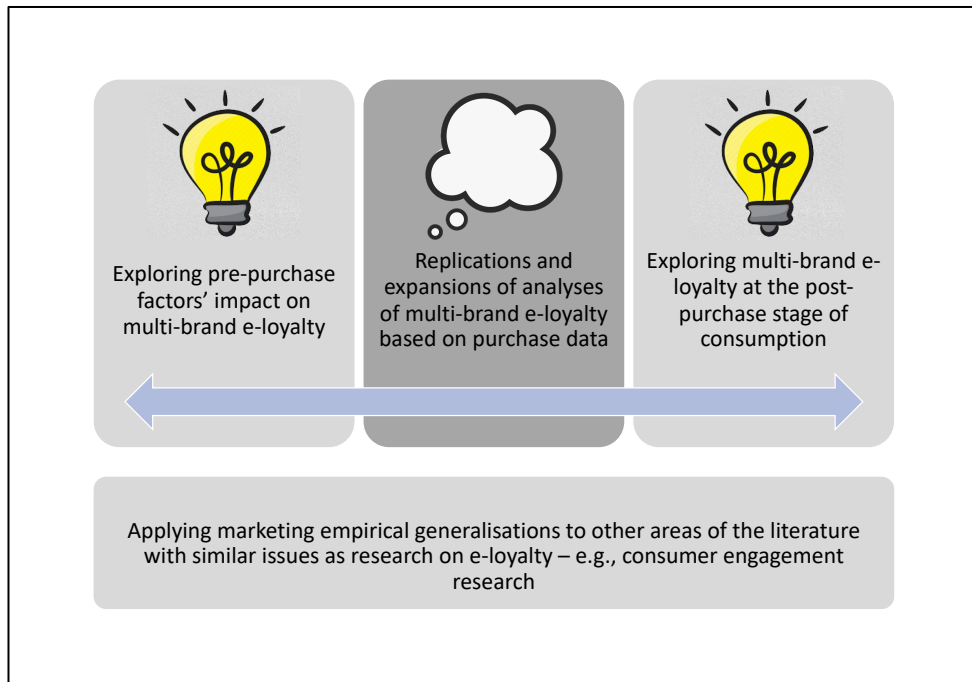 Exploring pre-purchase
factors’ impact on
multi-brand e-loyalty
Replications and
expansions of analyses
of multi-brand e-loyalty
based on purchase data
Exploring multi-brand e-
loyalty at the post-
purchase stage of
consumption
Applying marketing empirical generalisations to other areas of the literature
with similar issues as research on e-loyalty – e.g., consumer engagement
research